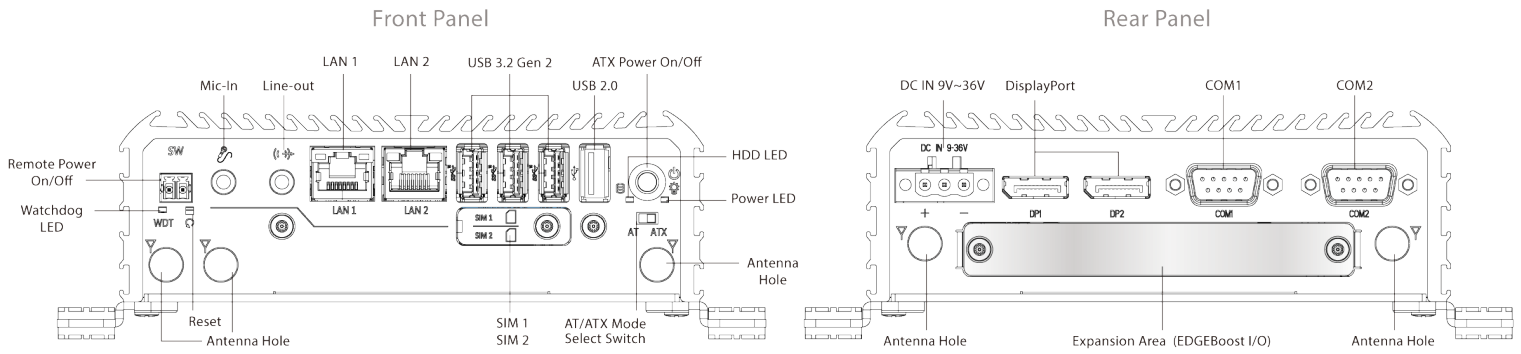 Front Panel
Rear Panel
LAN 1
LAN 2
USB 3.2 Gen 2
ATX Power On/Off
Mic-In
Line-out
USB 2.0
Remote Power
On/Off
SW
HDD LED
Watchdog
LED
WDT
LAN 1
LAN 2
SIM 1
SIM 2
AT
ATX
Power LED
Antenna
Hole
Reset
Antenna Hole
SIM 1
SIM 2
AT/ATX Mode
Select Switch
DC IN 9V~36V
DisplayPort
COM1
COM2
DC IN 9-36V
+
−
DP1
DP2
COM1
COM2
Antenna Hole
Expansion Area (EDGEBoost I/O)
Antenna Hole